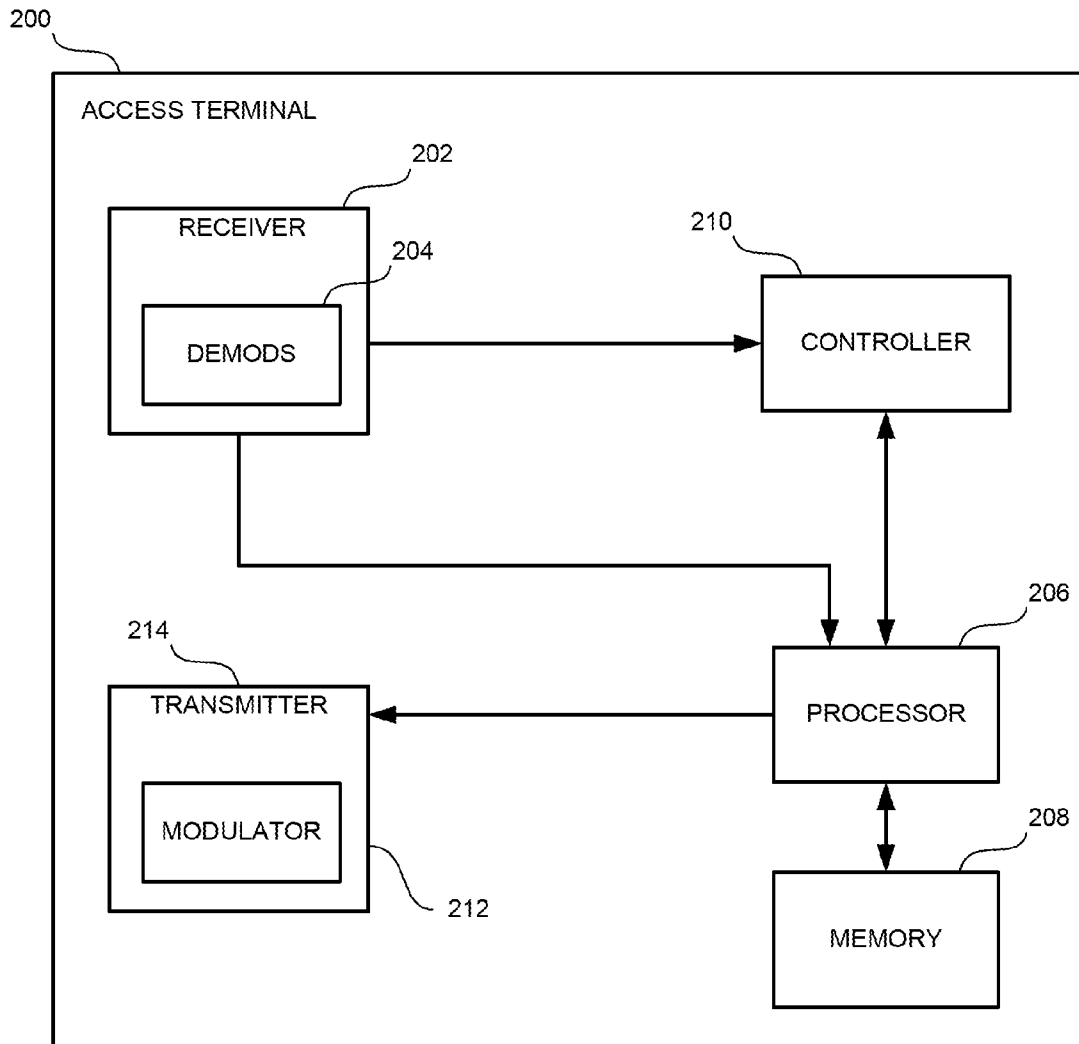 200
ACCESS TERMINAL
202
RECEIVER
204
DEMODS
210
CONTROLLER
206
PROCESSOR
214
TRANSMITTER
MODULATOR
212
208
MEMORY